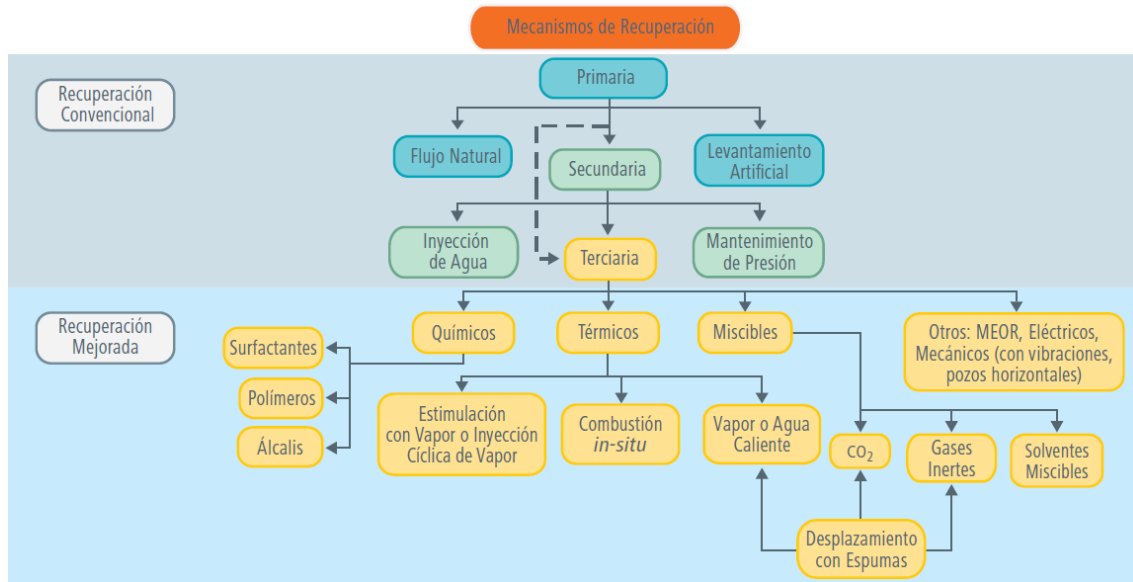 Mecanismos de Recuperación
Recuperación
Convencional
Primaria
Flujo Natural
Secundaria
Levantamiento
Artificial
Inyección
de Agua
Terciaria
Mantenimiento
de Presión
Recuperación
Mejorada
Químicos
Térmicos
Miscibles
Otros: MEOR, Eléctricos,
Mecánicos (con vibraciones,
pozos horizontales)
Surfactantes
Polímeros
Álcalis
Estimulación
con Vapor o Inyección
Cíclica de Vapor
Combustión
in-situ
Vapor o Agua
Caliente
CO₂
Gases
Inertes
Solventes
Miscibles
Desplazamiento
con Espumas